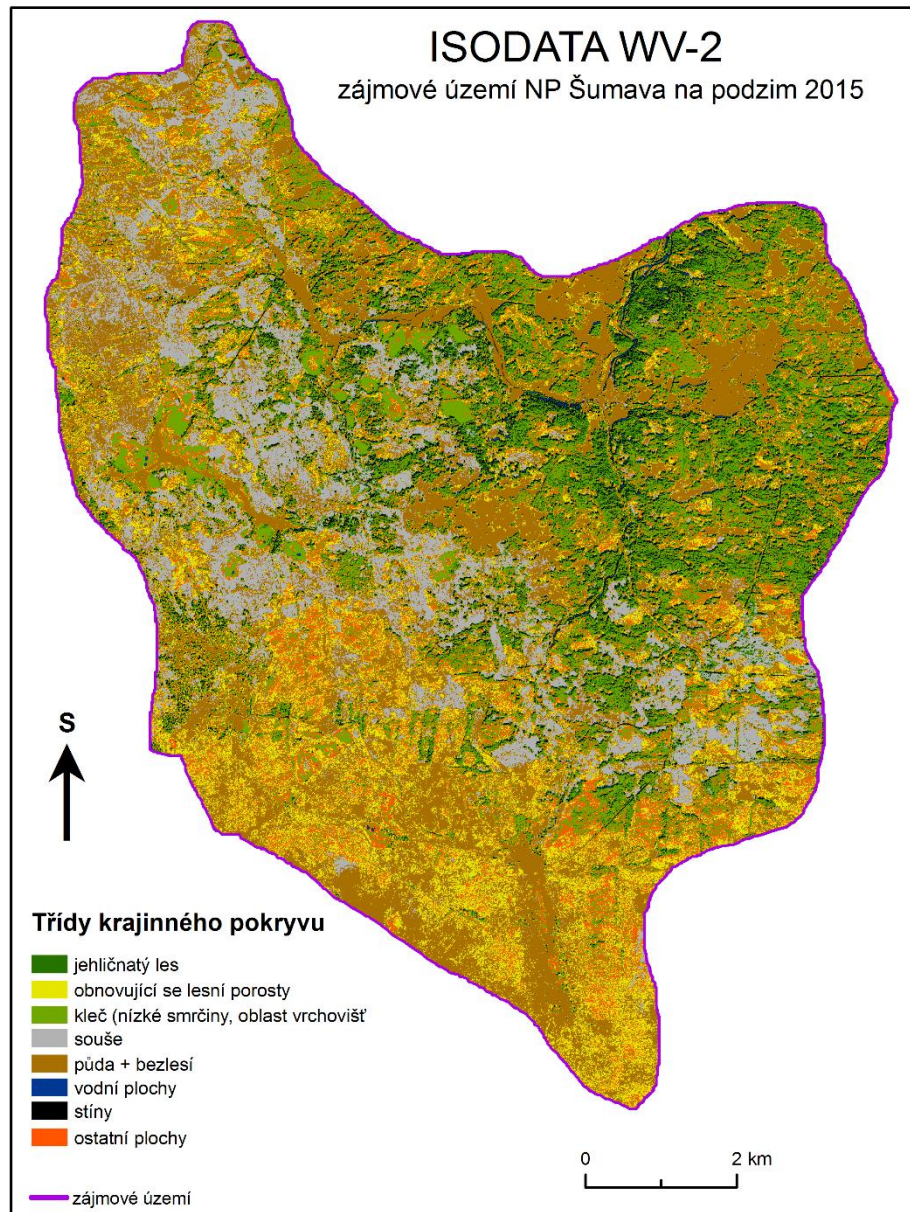 ISODATA WV-2
zájmové území NP Šumava na podzim 2015
S
Třídy krajinného pokryvu
jehličnatý les
obnovující se lesní porosty
kleč (nízké smrčiny, oblast vrchovišť
souše
půda + bezlesí
vodní plochy
stíny
ostatní plochy
zájmové území
0 2 km